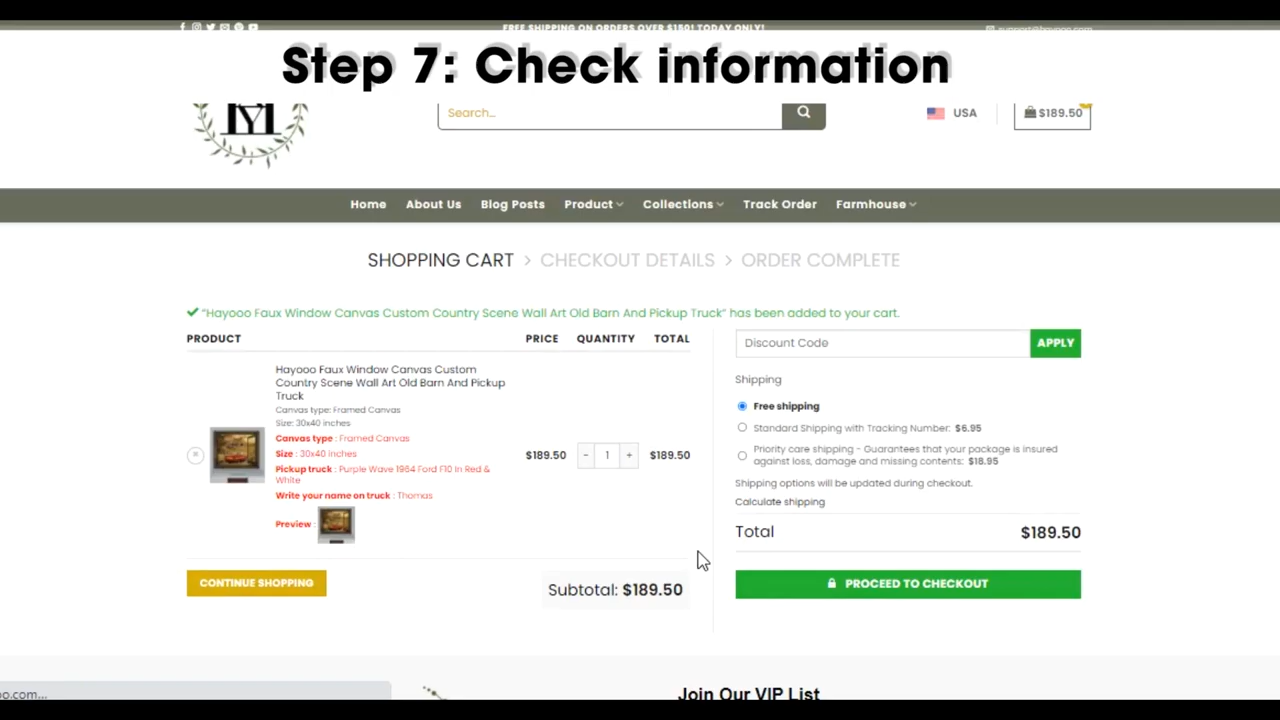 FREE SHIPPING ON ORDERS OVER $150! TODAY ONLY!
support@hayooo.com
Step 7: Check information
Search...
USA
$189.50
Home About Us Blog Posts Product Collections Track Order Farmhouse
SHOPPING CART > CHECKOUT DETAILS > ORDER COMPLETE
"Hayooo Faux Window Canvas Custom Country Scene Wall Art Old Barn And Pickup Truck" has been added to your cart.
PRODUCT PRICE QUANTITY TOTAL
Hayooo Faux Window Canvas Custom
Country Scene Wall Art Old Barn And Pickup
Truck
Canvas type: Framed Canvas
Size: 30x40 inches
Canvas type : Framed Canvas
Size : 30x40 inches
Pickup truck : Purple Wave 1984 Ford F10 In Red &
White
Write your name on truck : Thomas
Preview :
$189.50 - 1 + $189.50
CONTINUE SHOPPING
Subtotal: $189.50
Discount Code APPLY
Shipping
Free shipping
Standard Shipping with Tracking Number: $6.95
Priority care shipping - Guarantees that your package is insured
against loss, damage and missing contents: $18.95
Shipping options will be updated during checkout.
Calculate shipping
Total $189.50
PROCEED TO CHECKOUT
oo.com...
Join Our VIP List